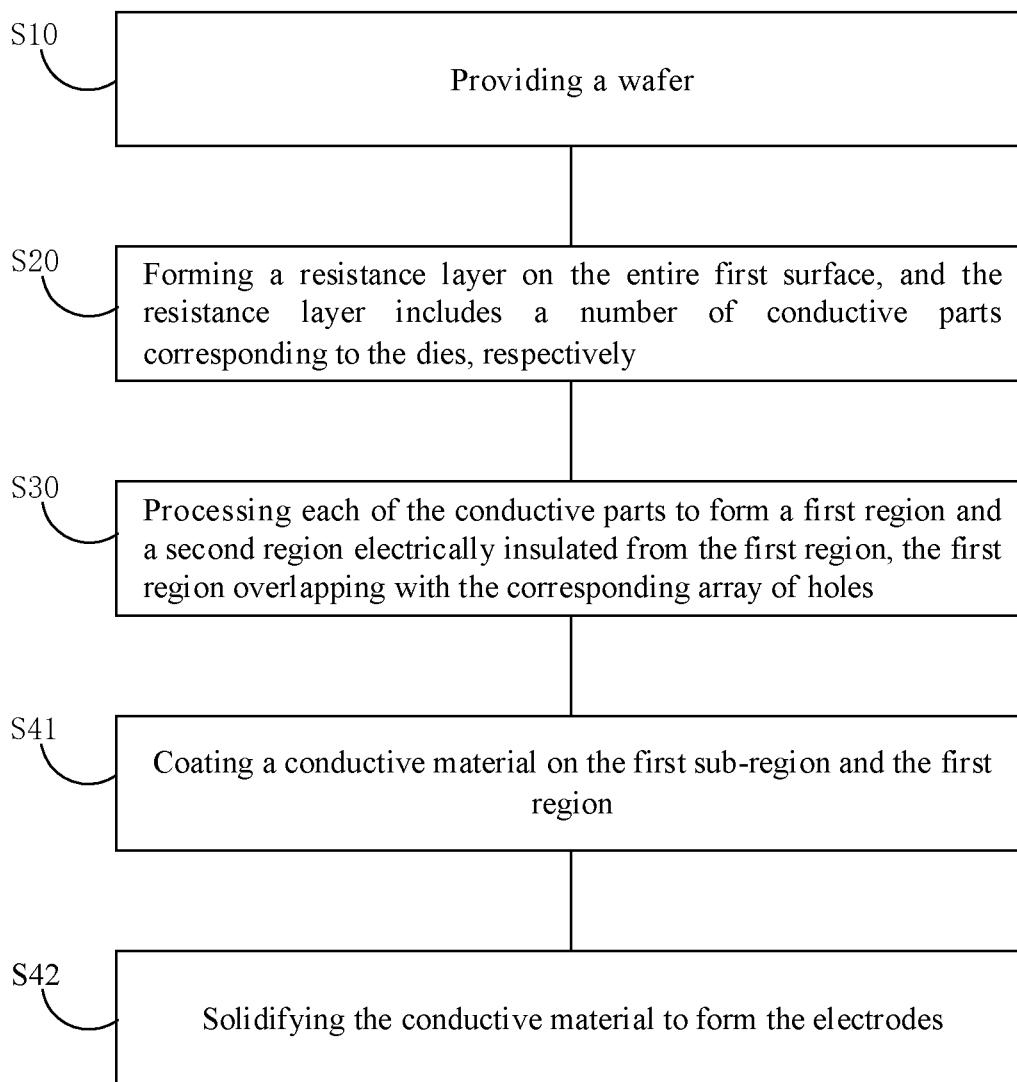 S10
Providing a wafer
S20
Forming a resistance layer on the entire first surface, and the
resistance layer includes a number of conductive parts
corresponding to the dies, respectively
S30
Processing each of the conductive parts to form a first region and
a second region electrically insulated from the first region, the first
region overlapping with the corresponding array of holes
S41
Coating a conductive material on the first sub-region and the first
region
S42
Solidifying the conductive material to form the electrodes